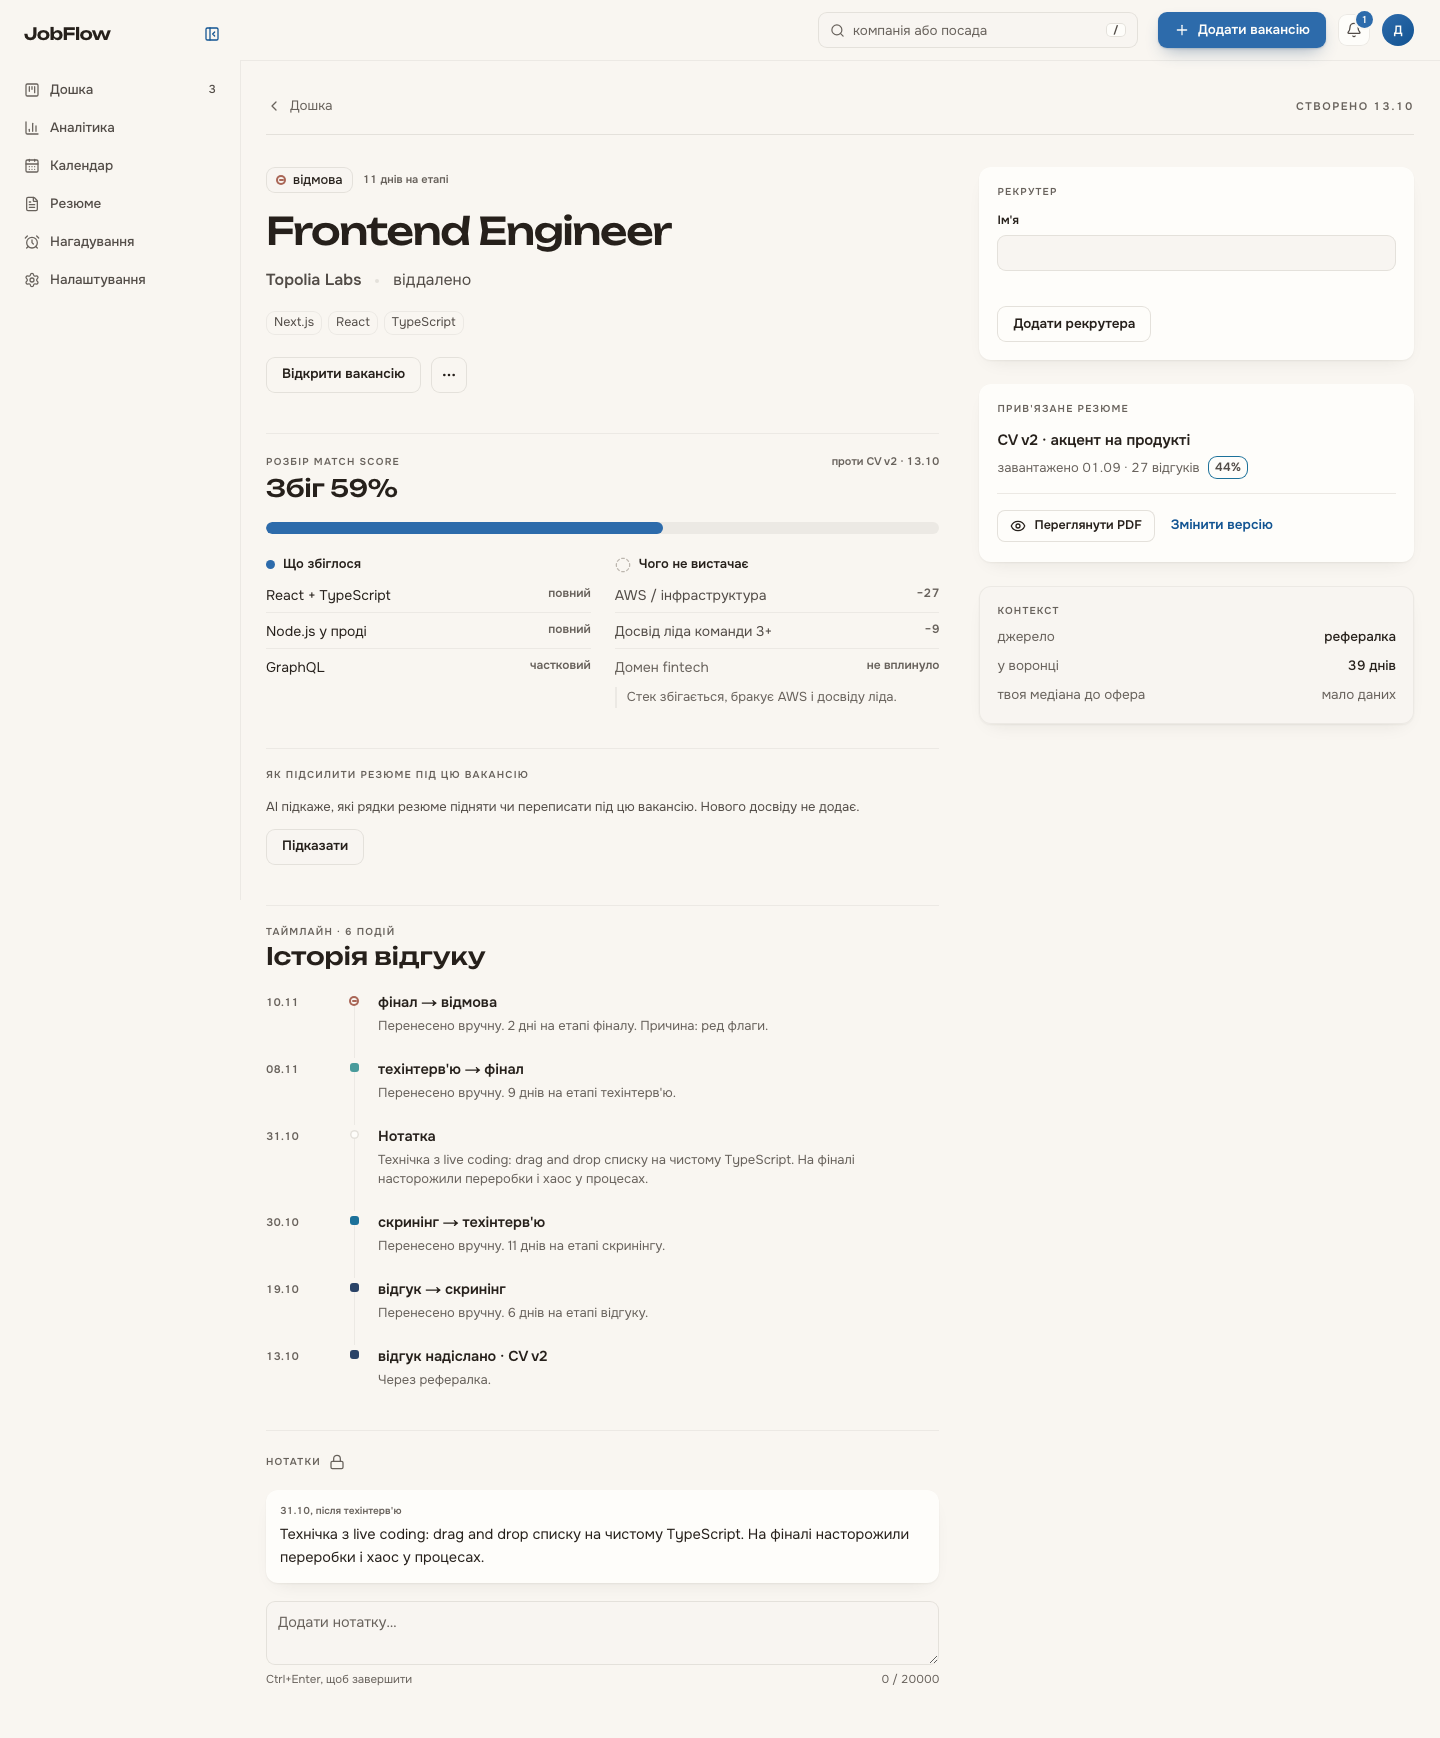 JobFlow
компанія або посада
/
Додати вакансію
1
Д
Дошка
3
Аналітика
Календар
Резюме
Нагадування
Налаштування
Дошка
СТВОРЕНО 13.10
відмова
11 днів на етапі
Frontend Engineer
Topolia Labs • віддалено
Next.js
React
TypeScript
Відкрити вакансію
···
РОЗБІР MATCH SCORE
проти CV v2 · 13.10
Збіг 59%
Що збіглося
React + TypeScript
повний
Node.js у проді
повний
GraphQL
частковий
Чого не вистачає
AWS / інфраструктура
−27
Досвід ліда команди 3+
−9
Домен fintech
не вплинуло
Стек збігається, бракує AWS і досвіду ліда.
ЯК ПІДСИЛИТИ РЕЗЮМЕ ПІД ЦЮ ВАКАНСІЮ
AI підкаже, які рядки резюме підняти чи переписати під цю вакансію. Нового досвіду не додає.
Підказати
ТАЙМЛАЙН · 6 ПОДІЙ
Історія відгуку
10.11
фінал → відмова
Перенесено вручну. 2 дні на етапі фіналу. Причина: ред флаги.
08.11
техінтерв'ю → фінал
Перенесено вручну. 9 днів на етапі техінтерв'ю.
31.10
Нотатка
Технічка з live coding: drag and drop списку на чистому TypeScript. На фіналі
насторожили переробки і хаос у процесах.
30.10
скринінг → техінтерв'ю
Перенесено вручну. 11 днів на етапі скринінгу.
19.10
відгук → скринінг
Перенесено вручну. 6 днів на етапі відгуку.
13.10
відгук надіслано · CV v2
Через рефералка.
НОТАТКИ
31.10, після техінтерв'ю
Технічка з live coding: drag and drop списку на чистому TypeScript. На фіналі насторожили
переробки і хаос у процесах.
Додати нотатку...
Ctrl+Enter, щоб завершити
0 / 20000
РЕКРУТЕР
Ім'я
Додати рекрутера
ПРИВ'ЯЗАНЕ РЕЗЮМЕ
CV v2 · акцент на продукті
завантажено 01.09 · 27 відгуків
44%
Переглянути PDF
Змінити версію
КОНТЕКСТ
джерело
рефералка
у воронці
39 днів
твоя медіана до офера
мало даних